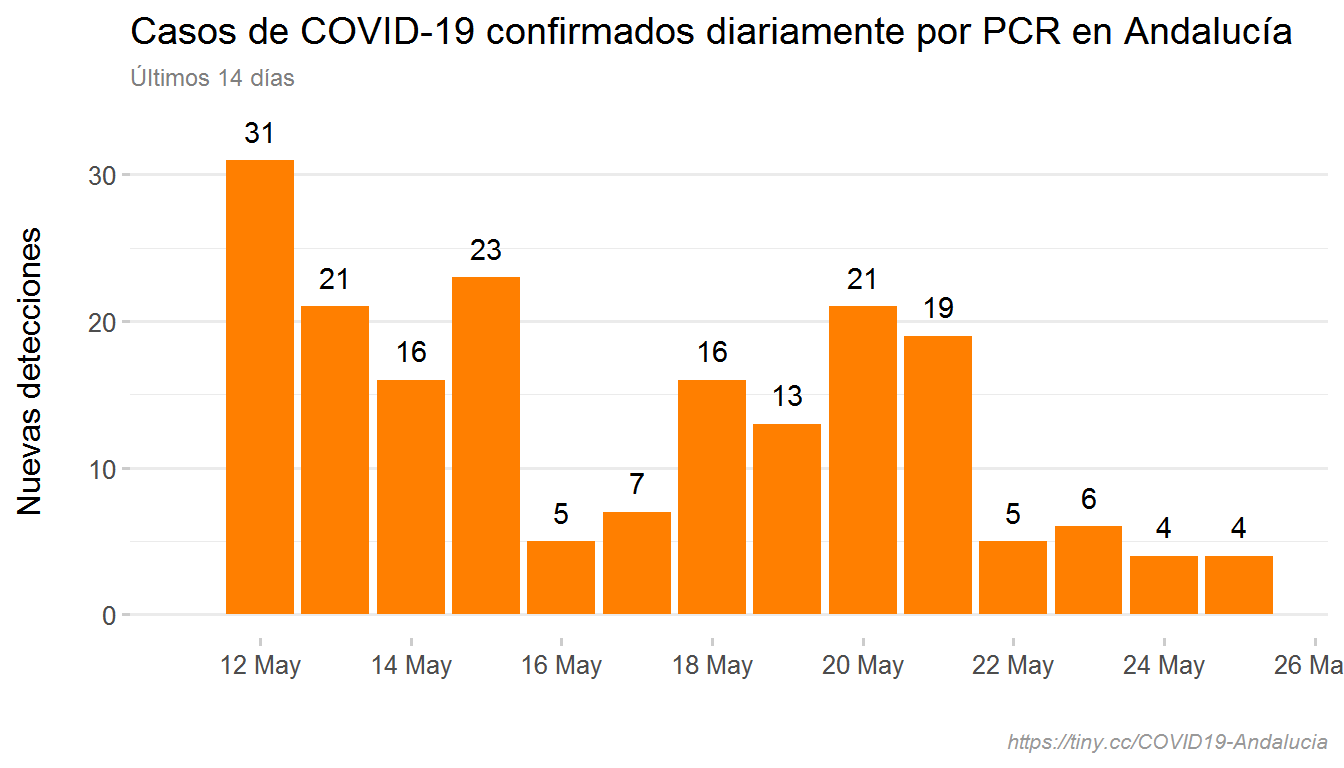 Casos de COVID-19 confirmados diariamente por PCR en Andalucía
Últimos 14 días
Nuevas detecciones
30
20
10
0
31
21
16
23
5
7
16
13
21
19
5
6
4
4
12 May
14 May
16 May
18 May
20 May
22 May
24 May
26 Ma
https://tiny.cc/COVID19-Andalucia